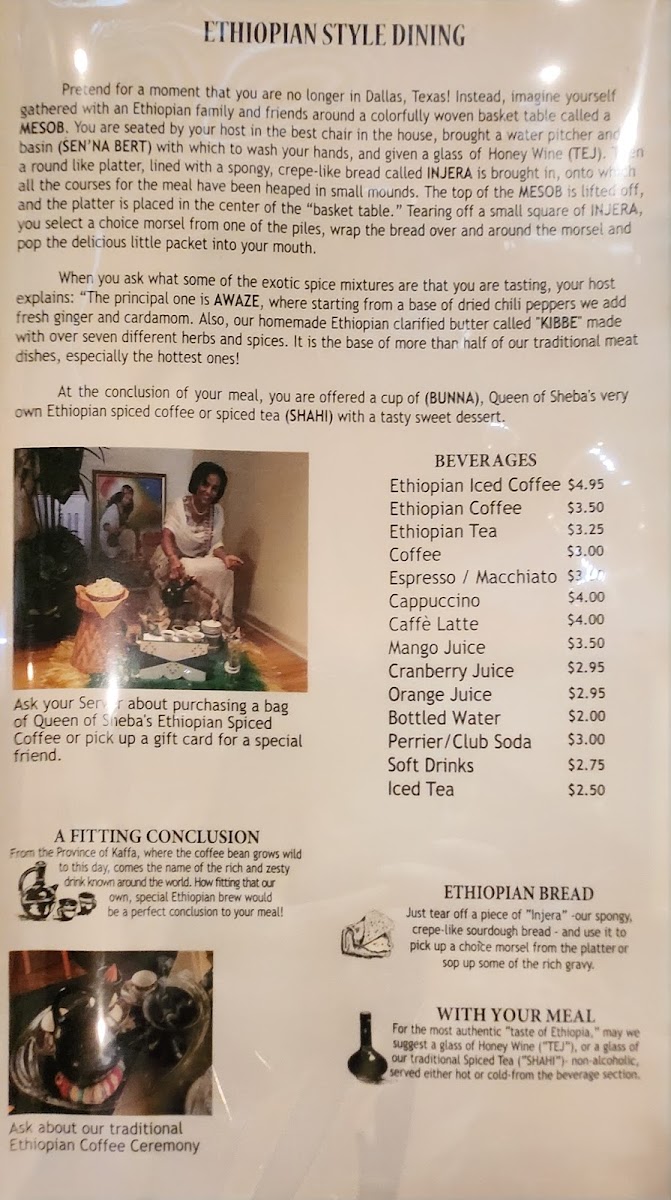 ETHIOPIAN STYLE DINING
Pretend for a moment that you are no longer in Dallas, Texas! Instead, imagine yourself
gathered with an Ethiopian family and friends around a colorfully woven basket table called a
MESOB. You are seated by your host in the best chair in the house, brought a water pitcher and
basin (SEN'NA BERT) with which to wash your hands, and given a glass of Honey Wine (TEJ).
a round like platter, lined with a spongy, crepe-like bread called INJERA is brought in, onto which
all the courses for the meal have been heaped in small mounds. The top of the MESOB is lifted off,
and the platter is placed in the center of the “basket table.” Tearing off a small square of INJERA,
you select a choice morsel from one of the piles, wrap the bread over and around the morsel and
pop the delicious little packet into your mouth.
When you ask what some of the exotic spice mixtures are that you are tasting, your host
explains: “The principal one is AWAZE, where starting from a base of dried chili peppers we add
fresh ginger and cardamom. Also, our homemade Ethiopian clarified butter called "KIBBE" made
with over seven different herbs and spices. It is the base of more than half of our traditional meat
dishes, especially the hottest ones!
At the conclusion of your meal, you are offered a cup of (BUNNA), Queen of Sheba's very
own Ethiopian spiced coffee or spiced tea (SHAHI) with a tasty sweet dessert.
BEVERAGES
Ethiopian Iced Coffee $4.95
Ethiopian Coffee $3.50
Ethiopian Tea $3.25
Coffee $3.00
Espresso / Macchiato
Cappuccino $4.00
Caffè Latte $4.00
Mango Juice $3.50
Cranberry Juice $2.95
Orange Juice $2.95
Bottled Water $2.00
Perrier/Club Soda $3.00
Soft Drinks $2.75
Iced Tea $2.50
Ask your Server about purchasing a bag
of Queen of Sheba's Ethiopian Spiced
Coffee or pick up a gift card for a special
friend.
A FITTING CONCLUSION
From the Province of Kaffa, where the coffee bean grows wild
to this day, comes the name of the rich and zesty
drink known around the world. How fitting that our
own, special Ethiopian brew would
be a perfect conclusion to your meal!
ETHIOPIAN BREAD
Just tear off a piece of "Injera" -our spongy,
crepe-like sourdough bread - and use it to
pick up a choice morsel from the platter or
sop up some of the rich gravy.
WITH YOUR MEAL
For the most authentic "taste of Ethiopia," may we
suggest a glass of Honey Wine ("TEJ"), or a glass of
our traditional Spiced Tea ("SHAHI")- non-alcoholic,
served either hot or cold-from the beverage section.
Ask about our traditional
Ethiopian Coffee Ceremony